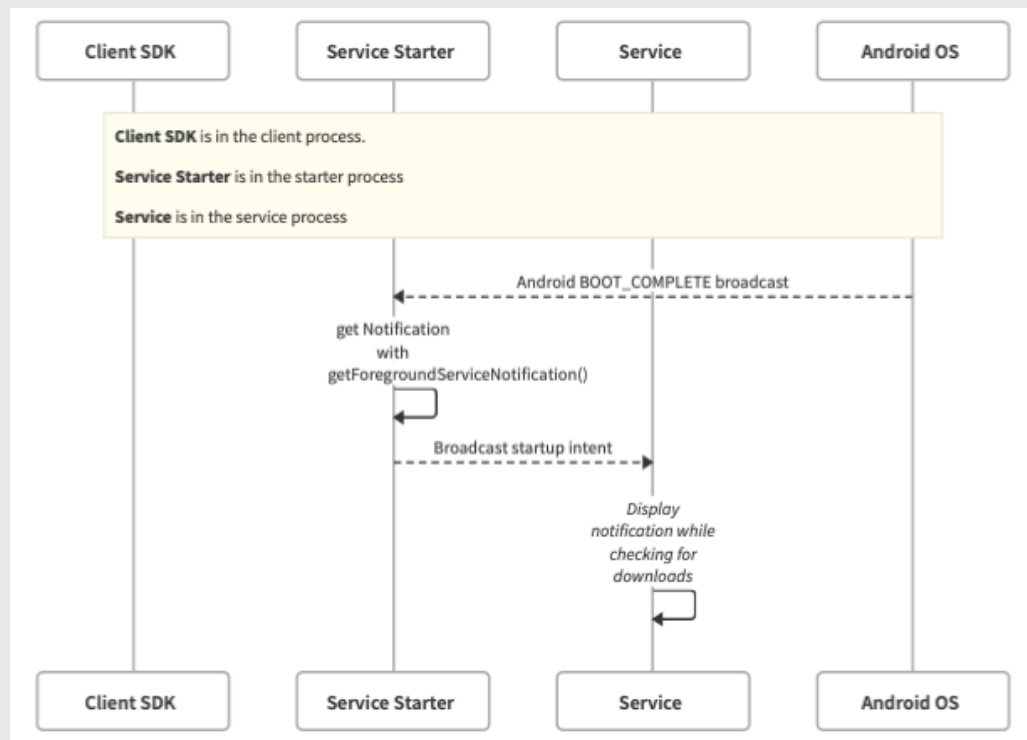 Client SDK
Service Starter
Service
Android OS
Client SDK is in the client process.
Service Starter is in the starter process
Service is in the service process
Android BOOT_COMPLETE broadcast
get Notification
with
getForegroundServiceNotification()
Broadcast startup intent
Display
notification while
checking for
downloads
Client SDK
Service Starter
Service
Android OS